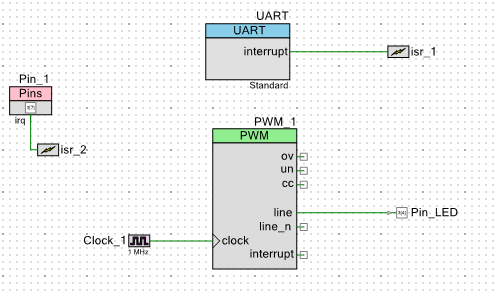 UART
UART
interrupt
isr_1
Standard
Pin_1
Pins
irq
isr_2
PWM_1
PWM
ov
un
cc
line
Pin_LED
line_n
Clock_1
clock
1 MHz
interrupt